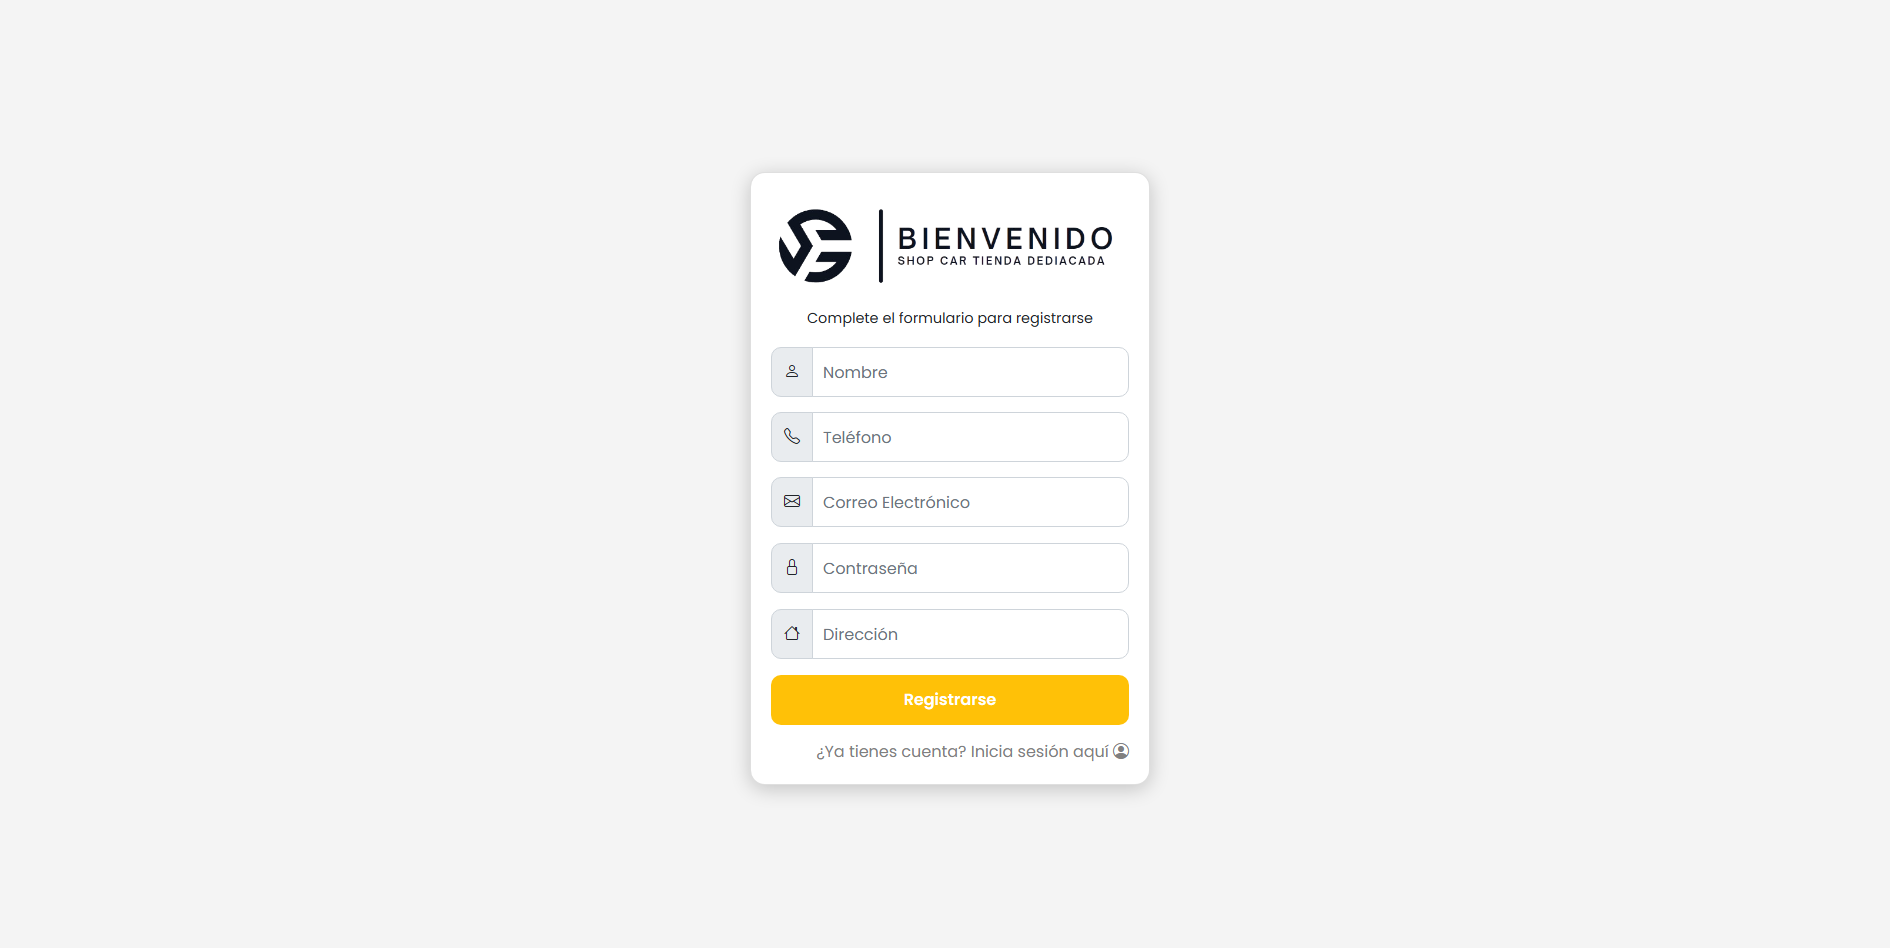 BIENVENIDO
SHOP CAR TIENDA DEDIACADA
Complete el formulario para registrarse
Nombre
Teléfono
Correo Electrónico
Contraseña
Dirección
Registrarse
¿Ya tienes cuenta? Inicia sesión aquí